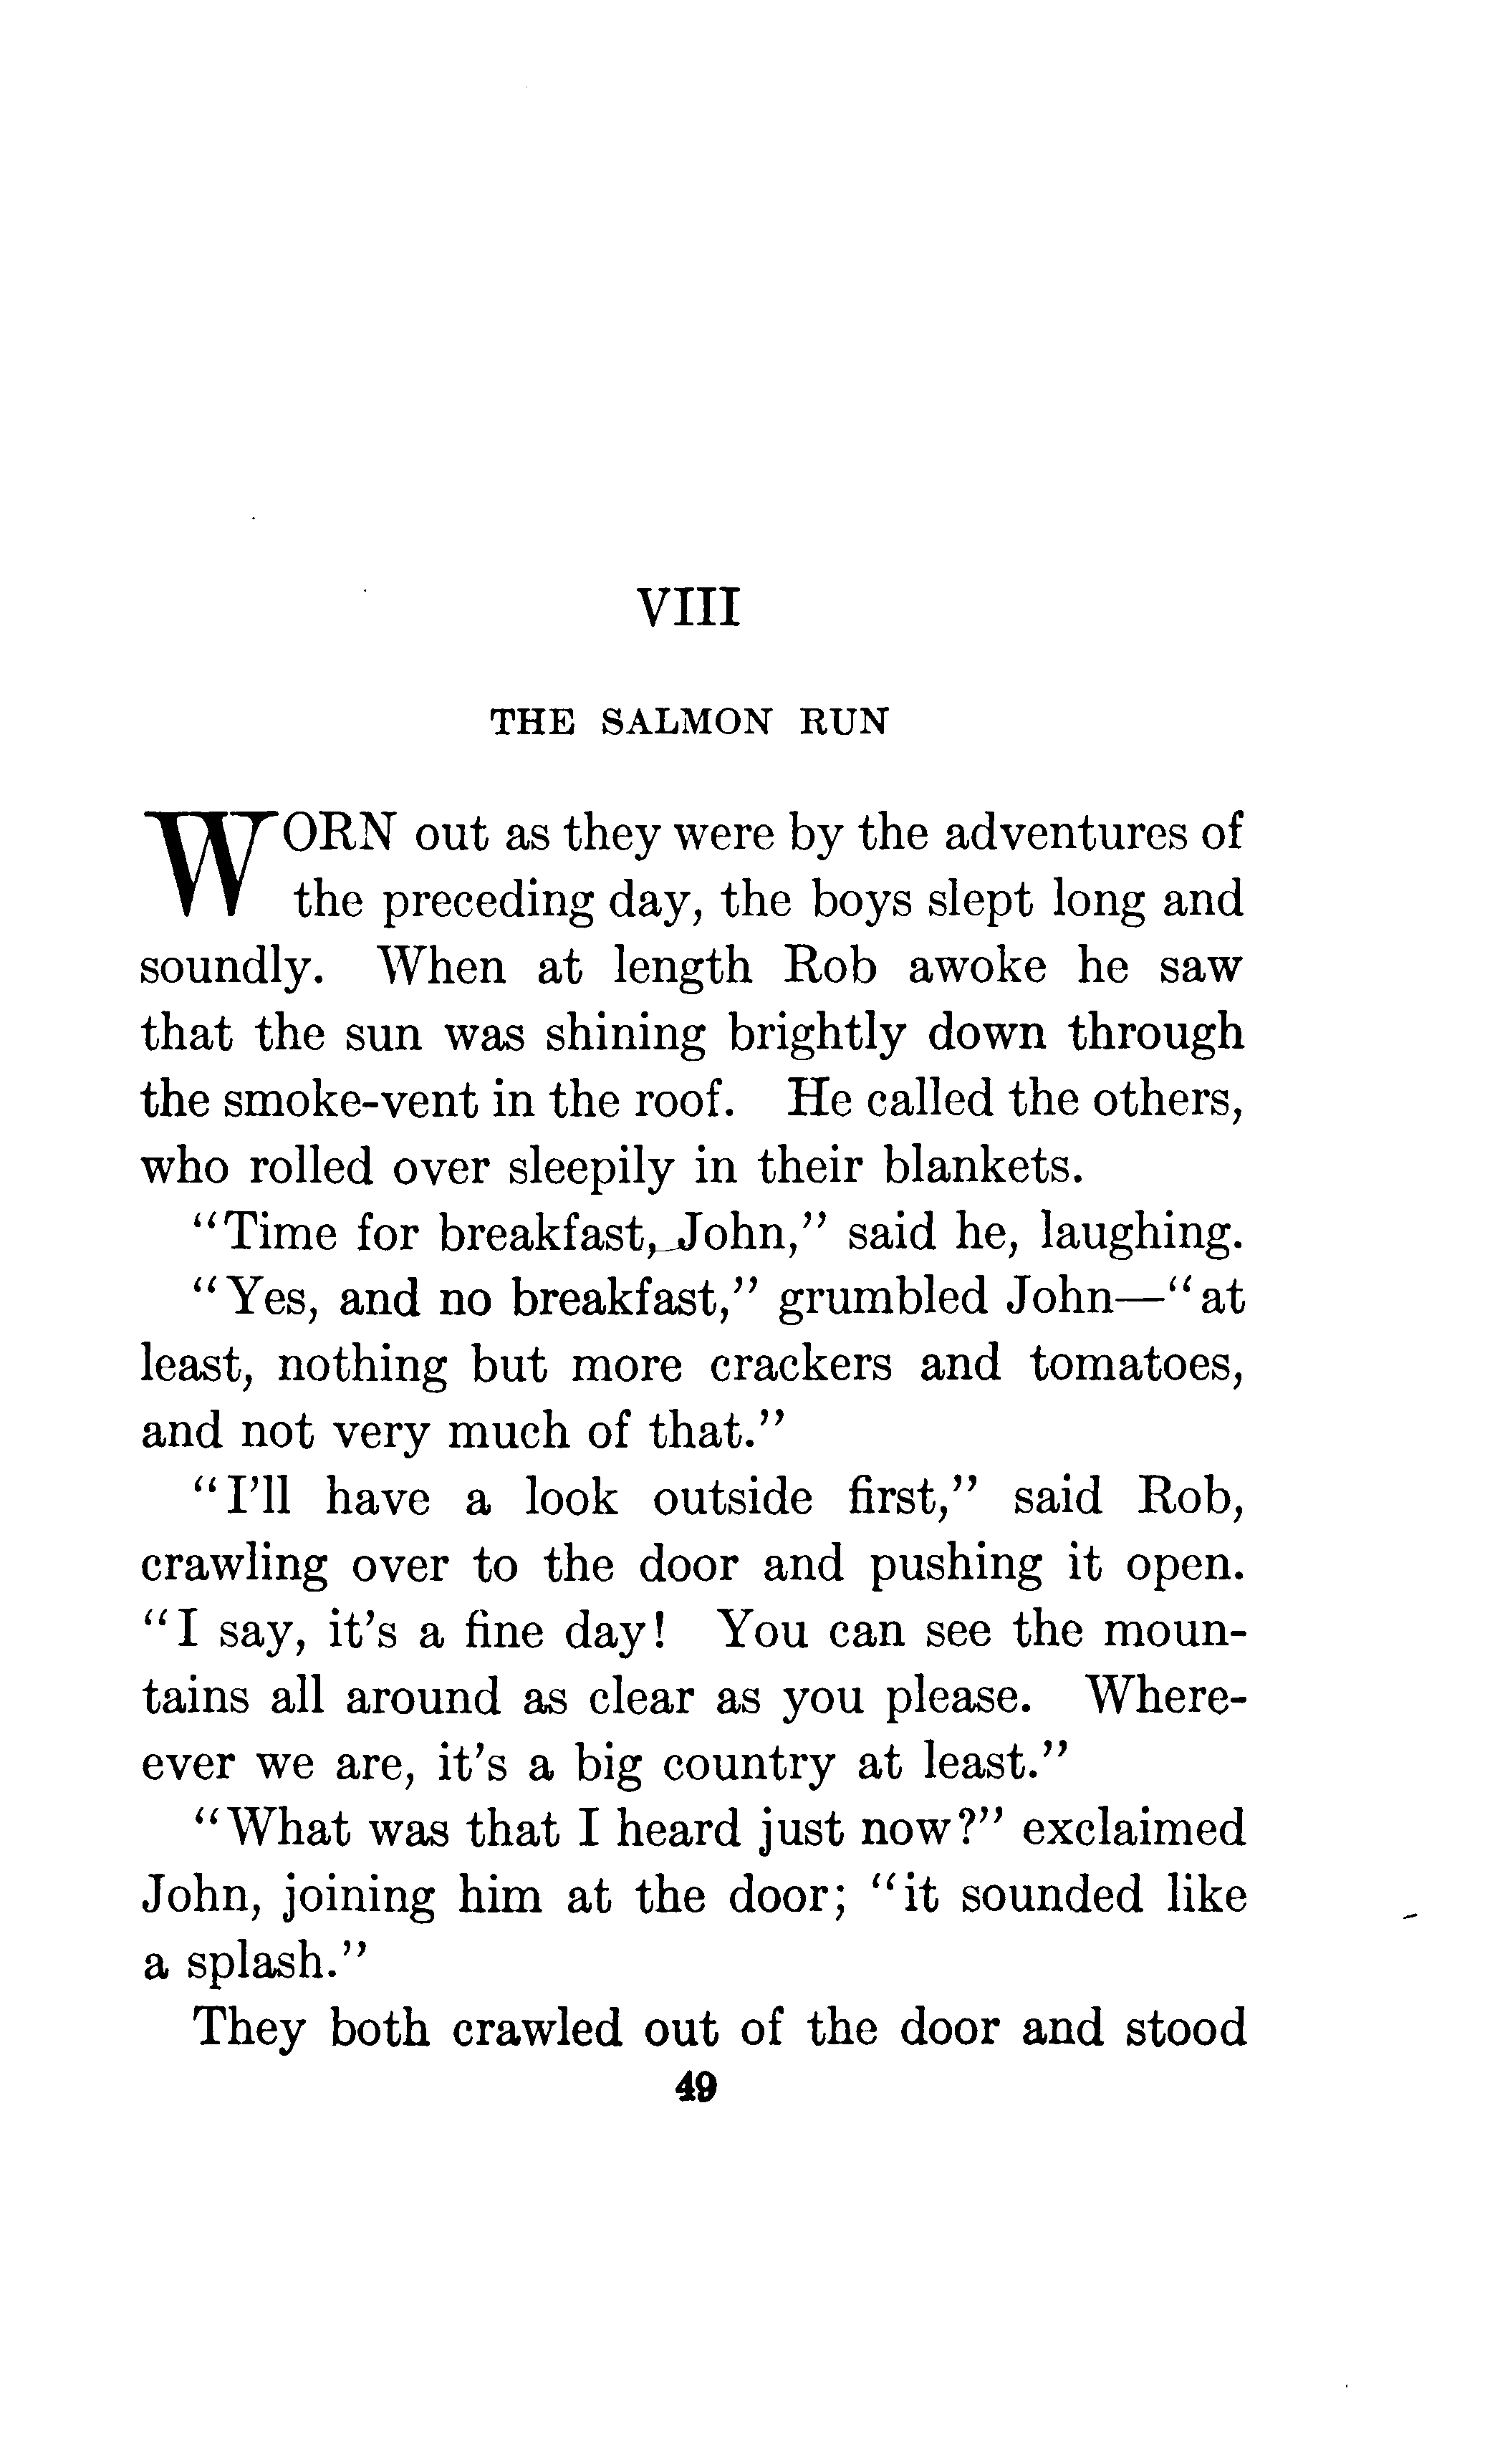 VIII
THE SALMON RUN
WORN out as they were by the adventures of
the preceding day, the boys slept long and
soundly. When at length Rob awoke he saw
that the sun was shining brightly down through
the smoke-vent in the roof. He called the others,
who rolled over sleepily in their blankets.
"Time for breakfast, John," said he, laughing.
"Yes, and no breakfast," grumbled John—"at
least, nothing but more crackers and tomatoes,
and not very much of that."
"I'll have a look outside first," said Rob,
crawling over to the door and pushing it open.
"I say, it's a fine day! You can see the moun-
tains all around as clear as you please. Where-
ever we are, it's a big country at least."
"What was that I heard just now?" exclaimed
John, joining him at the door; "it sounded like
a splash."
They both crawled out of the door and stood
49